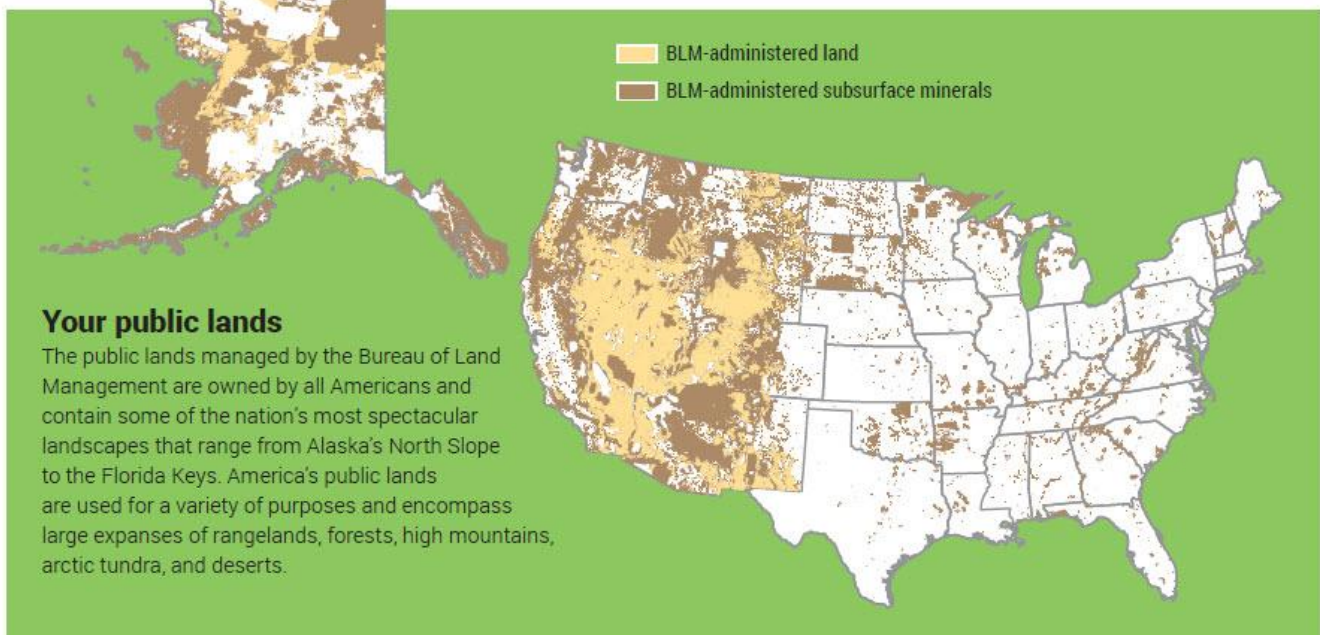 BLM-administered land
BLM-administered subsurface minerals
Your public lands
The public lands managed by the Bureau of Land
Management are owned by all Americans and
contain some of the nation’s most spectacular
landscapes that range from Alaska’s North Slope
to the Florida Keys. America’s public lands
are used for a variety of purposes and encompass
large expanses of rangelands, forests, high mountains,
arctic tundra, and deserts.